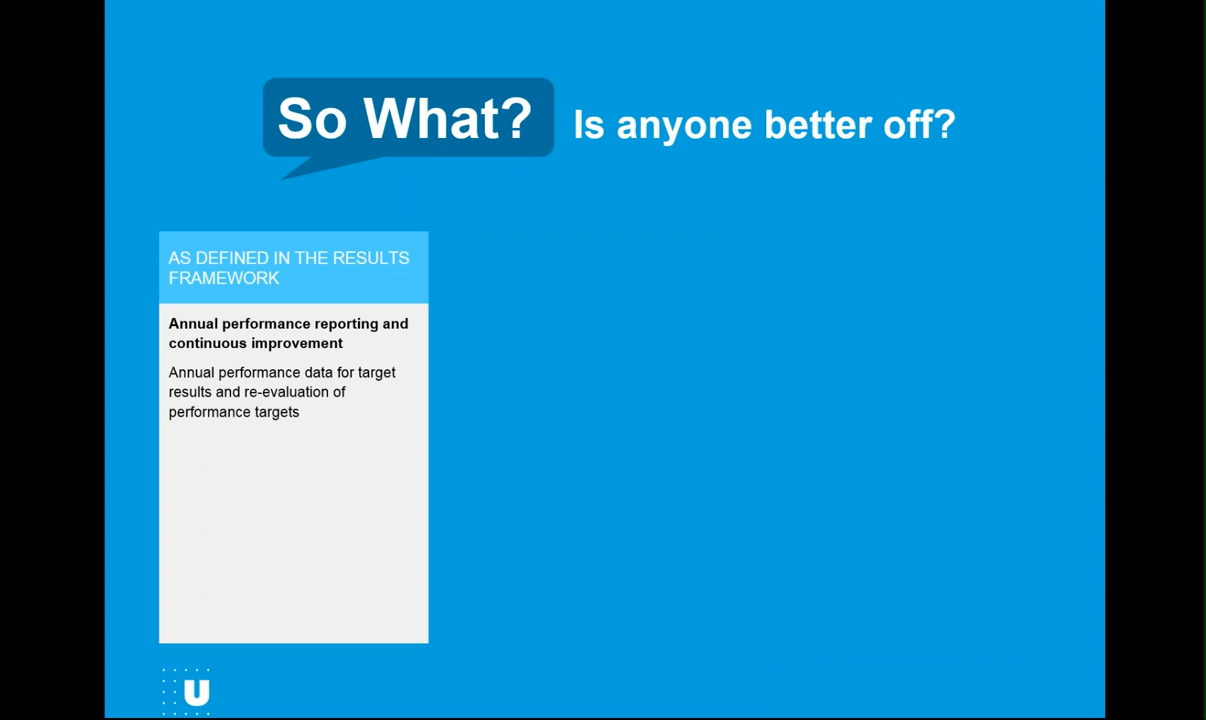 So What? Is anyone better off?
AS DEFINED IN THE RESULTS
FRAMEWORK
Annual performance reporting and
continuous improvement
Annual performance data for target
results and re-evaluation of
performance targets
U